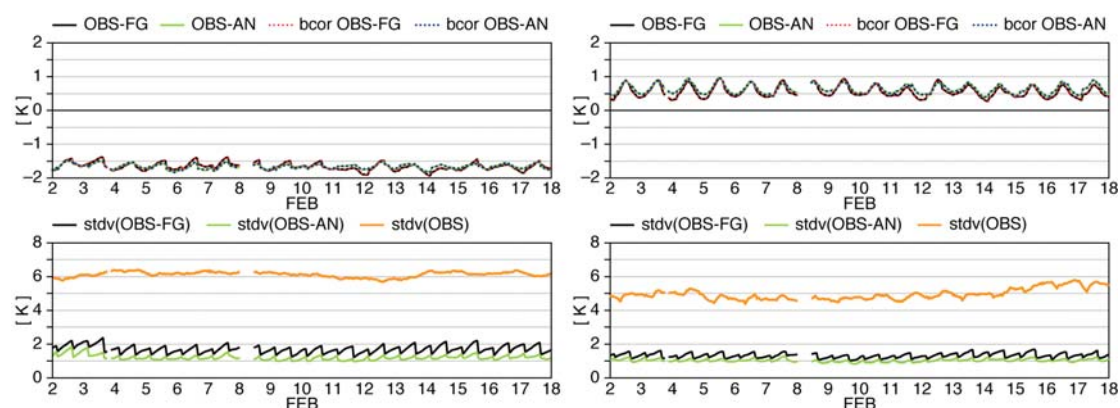 OBS-FG OBS-AN bcor OBS-FG bcor OBS-AN
2
1
0
-1
-2
[ K ]
2 3 4 5 6 7 8 9 10 11 12 13 14 15 16 17 18
FEB
OBS-FG OBS-AN bcor OBS-FG bcor OBS-AN
2
1
0
-1
-2
[ K ]
2 3 4 5 6 7 8 9 10 11 12 13 14 15 16 17 18
FEB
stdv(OBS-FG) stdv(OBS-AN) stdv(OBS)
8
6
4
2
0
[ K ]
2 3 4 5 6 7 8 9 10 11 12 13 14 15 16 17 18
FEB
stdv(OBS-FG) stdv(OBS-AN) stdv(OBS)
8
6
4
2
0
[ K ]
2 3 4 5 6 7 8 9 10 11 12 13 14 15 16 17 18
FEB